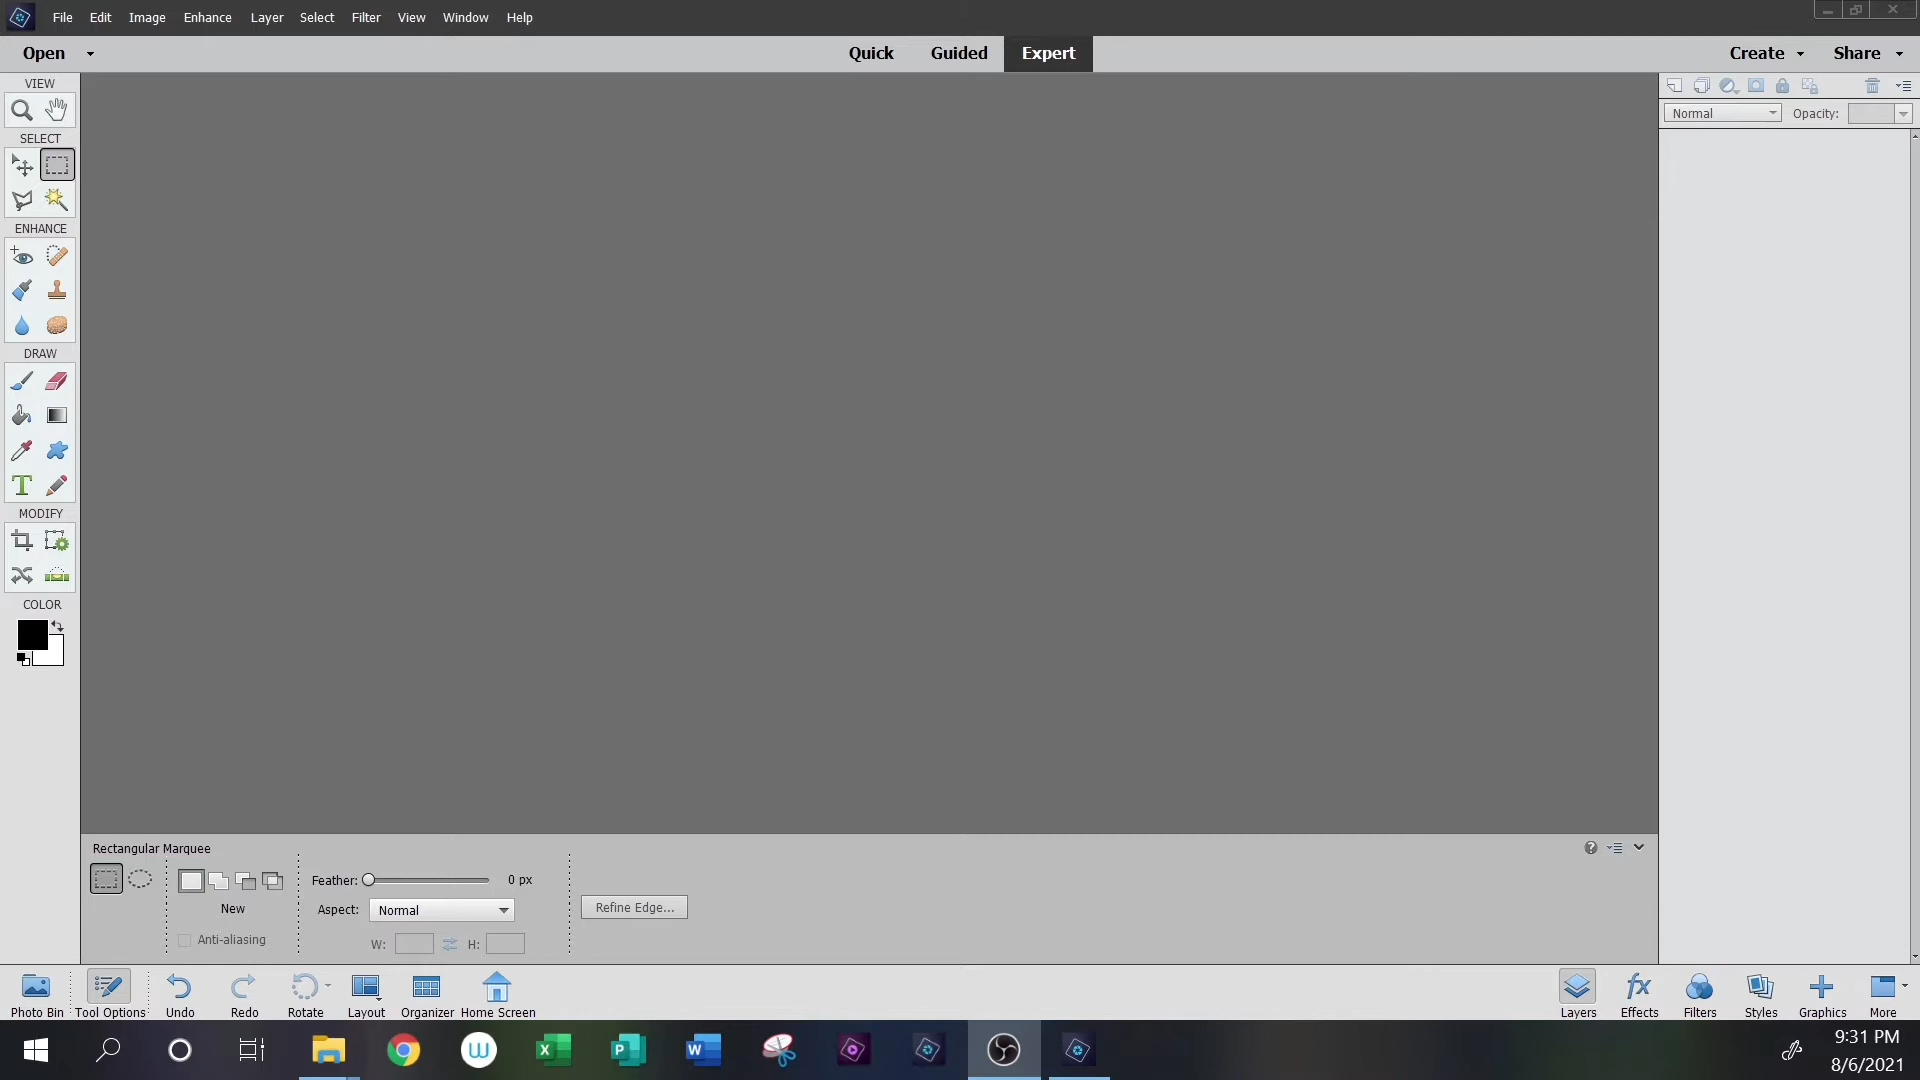 File Edit Image Enhance Layer Select Filter View Window Help
Open Quick Guided Expert Create Share
VIEW
SELECT
ENHANCE
DRAW
MODIFY
COLOR
Normal Opacity:
Rectangular Marquee
New
Anti-aliasing
Feather: 0 px
Aspect: Normal
W: H:
Refine Edge...
Photo Bin Tool Options Undo Redo Rotate Layout Organizer Home Screen Layers Effects Filters Styles Graphics More
9:31 PM
8/6/2021